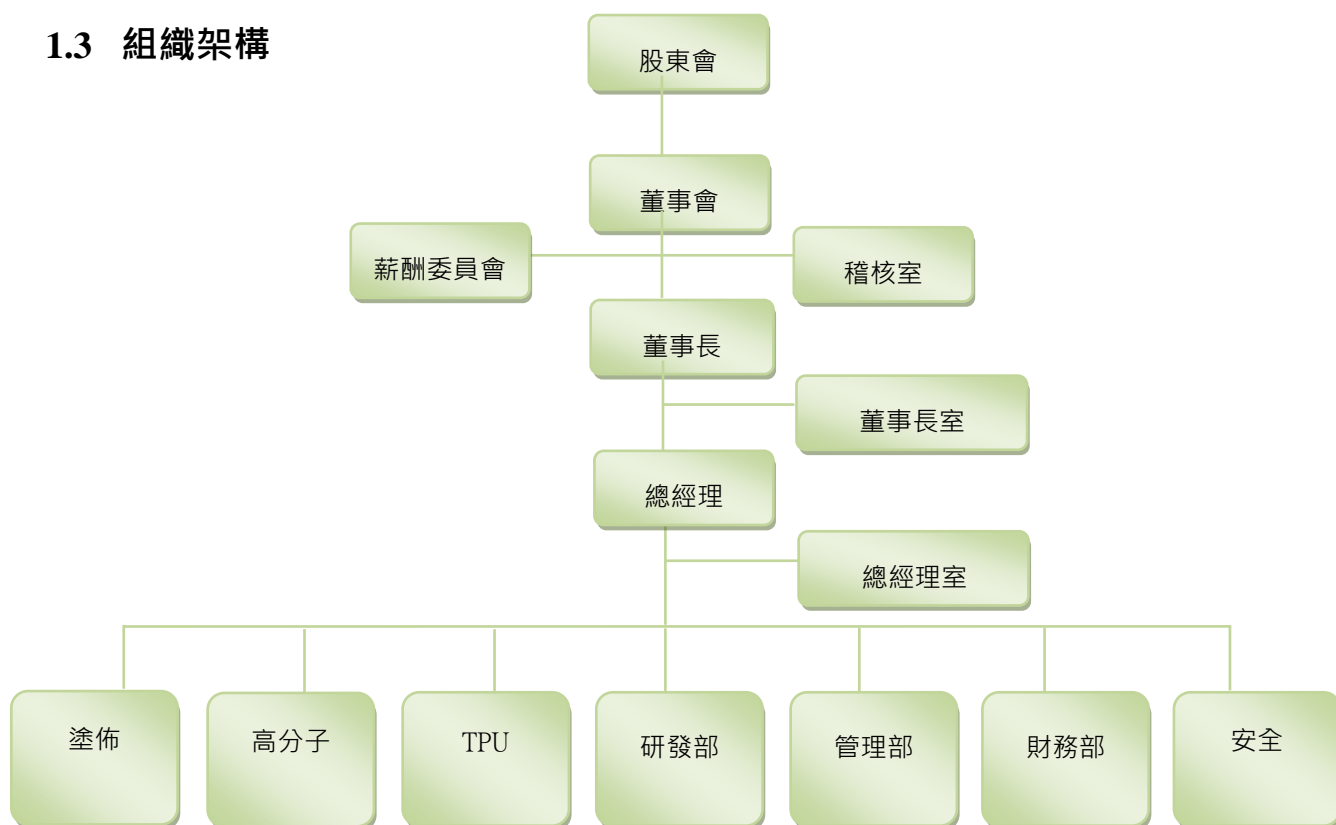 1.3 組織架構
股東會
董事會
薪酬委員會
稽核室
董事長
董事長室
總經理
總經理室
塗佈
高分子
TPU
研發部
管理部
財務部
安全